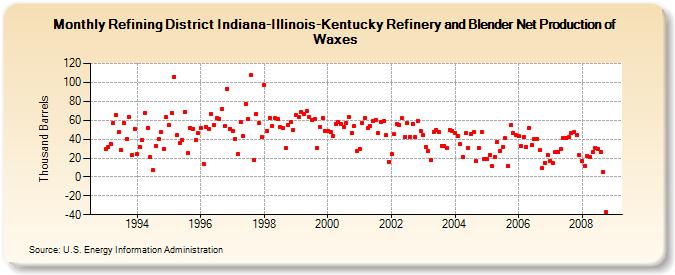 Monthly Refining District Indiana-Illinois-Kentucky Refinery and Blender Net Production of
Waxes
Thousand Barrels
120
100
80
60
40
20
0
-20
-40
1994 1996 1998 2000 2002 2004 2006 2008
Source: U.S. Energy Information Administration